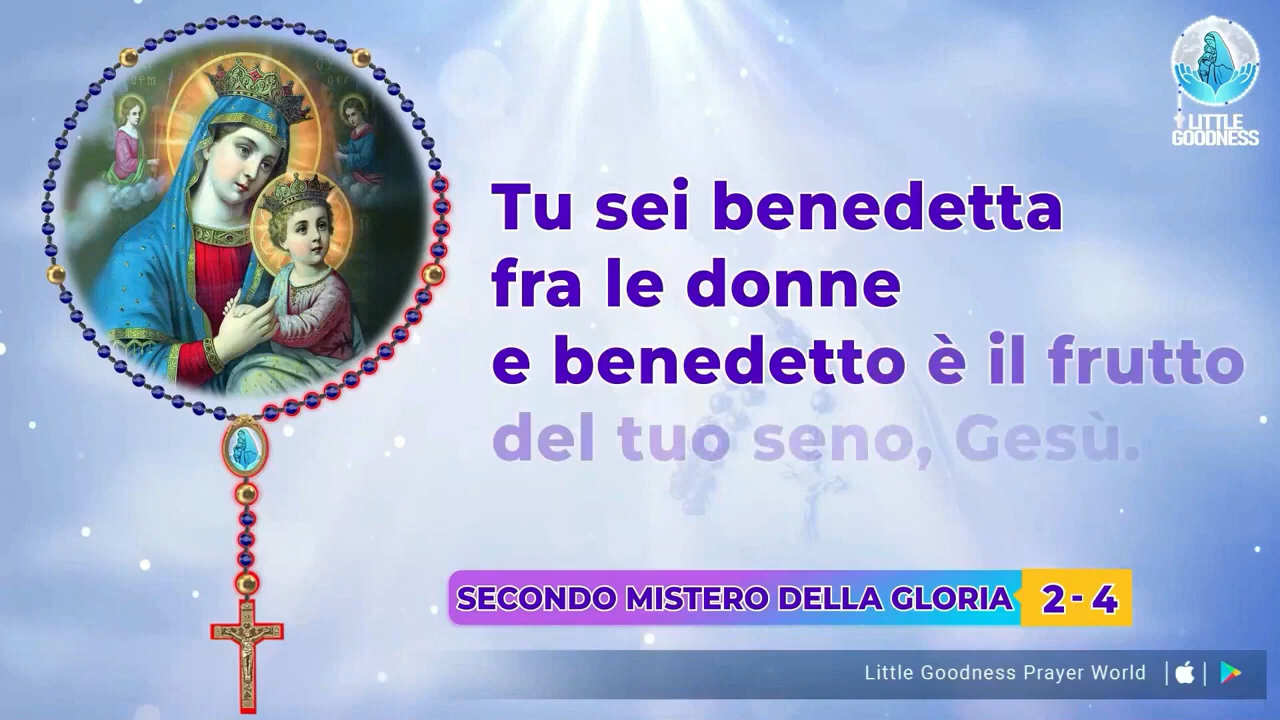 LITTLE
GOODNESS
Tu sei benedetta
fra le donne
e benedetto è il frutto
del tuo seno, Gesù.
SECONDO MISTERO DELLA GLORIA 2 - 4
Little Goodness Prayer World